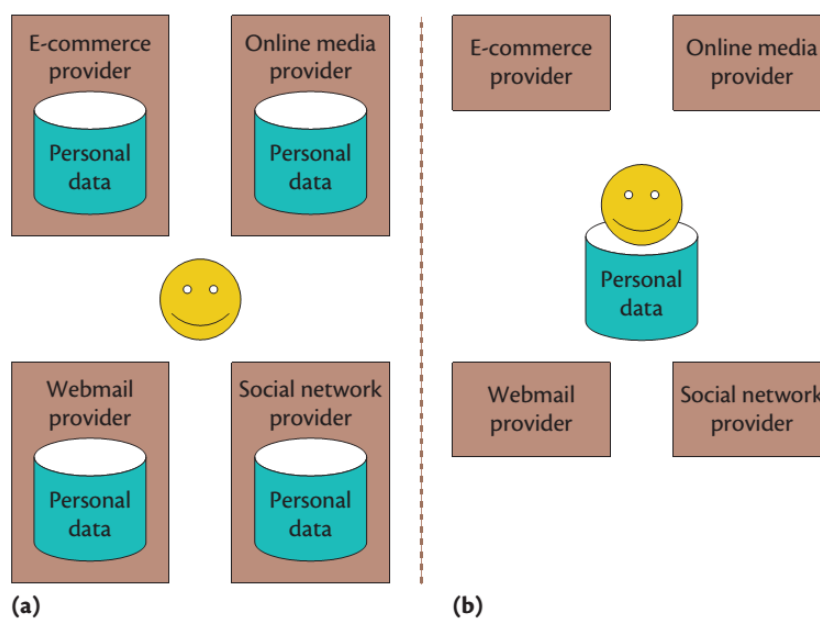 E-commerce
provider
Personal
data
Online media
provider
Personal
data
Webmail
provider
Personal
data
Social network
provider
Personal
data
(a)
E-commerce
provider
Online media
provider
Personal
data
Webmail
provider
Social network
provider
(b)